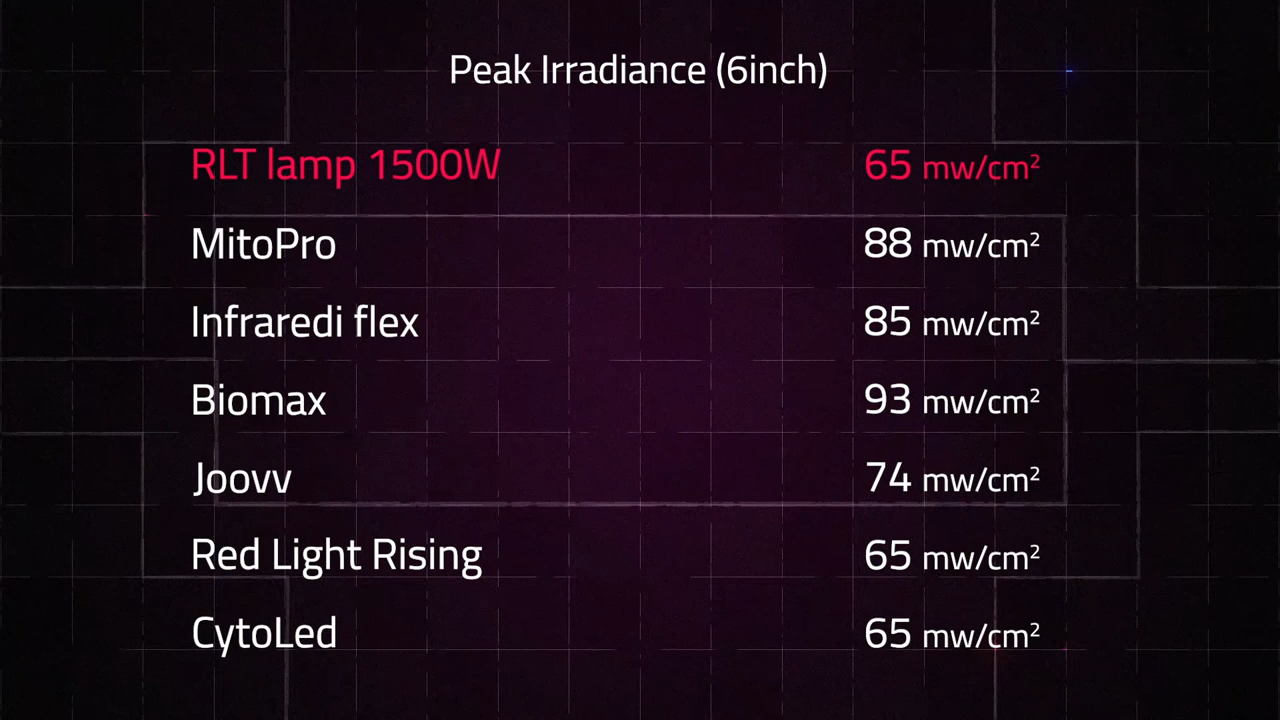 Peak Irradiance (6inch)
RLT lamp 1500W 65 mw/cm²
MitoPro 88 mw/cm²
Infraredi flex 85 mw/cm²
Biomax 93 mw/cm²
Joovv 74 mw/cm²
Red Light Rising 65 mw/cm²
CytoLed 65 mw/cm²